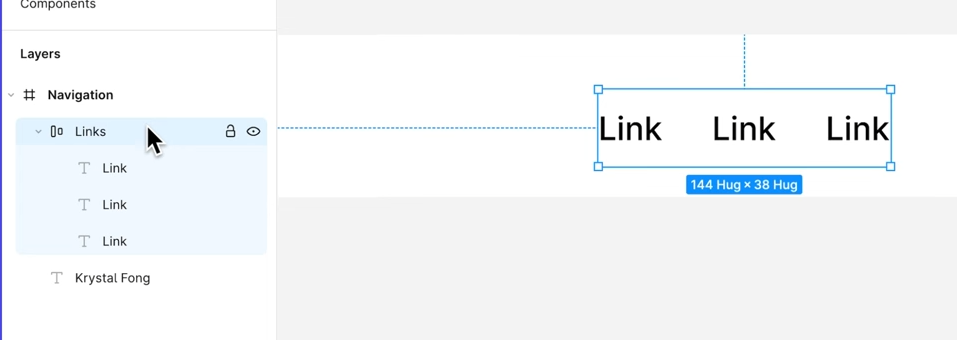 Components
Layers
Navigation
Links
Link
Link
Link
Krystal Fong
Link Link Link
144 Hug × 38 Hug